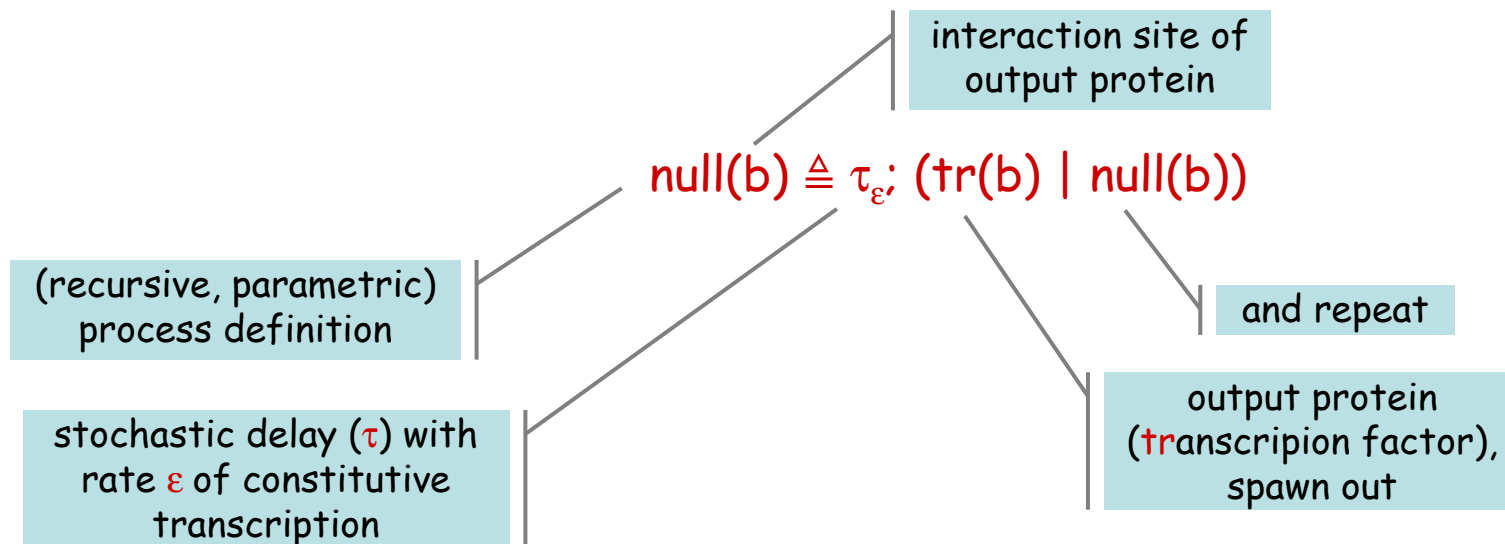 interaction site of
output protein
null(b) ≜ τε; (tr(b) | null(b))
(recursive, parametric)
process definition
and repeat
stochastic delay (τ) with
rate ε of constitutive
transcription
output protein
(transcripion factor),
spawn out